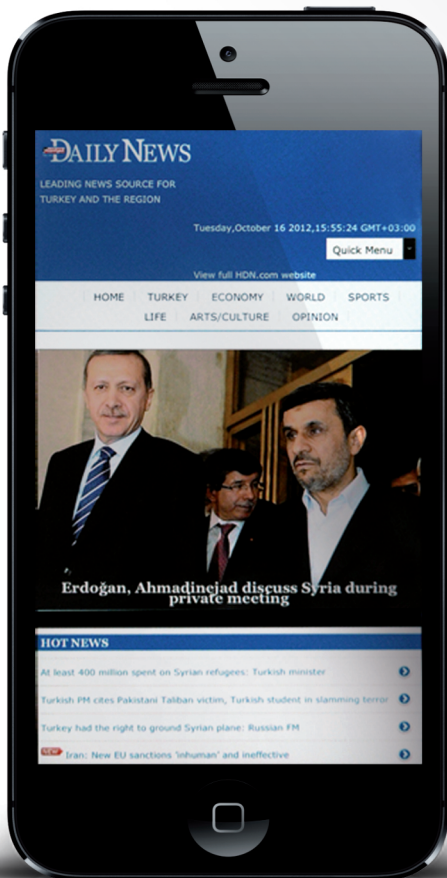 DAILY NEWS
LEADING NEWS SOURCE FOR
TURKEY AND THE REGION
Tuesday,October 16 2012,15:55:24 GMT+03:00
Quick Menu
View full HDN.com website
HOME TURKEY ECONOMY WORLD SPORTS
LIFE ARTS/CULTURE OPINION
Erdoğan, Ahmadinejad discuss Syria during
private meeting
HOT NEWS
At least 400 million spent on Syrian refugees: Turkish minister
Turkish PM cites Pakistani Taliban victim, Turkish student in slamming terror
Turkey had the right to ground Syrian plane: Russian FM
NEW Iran: New EU sanctions 'inhuman' and ineffective